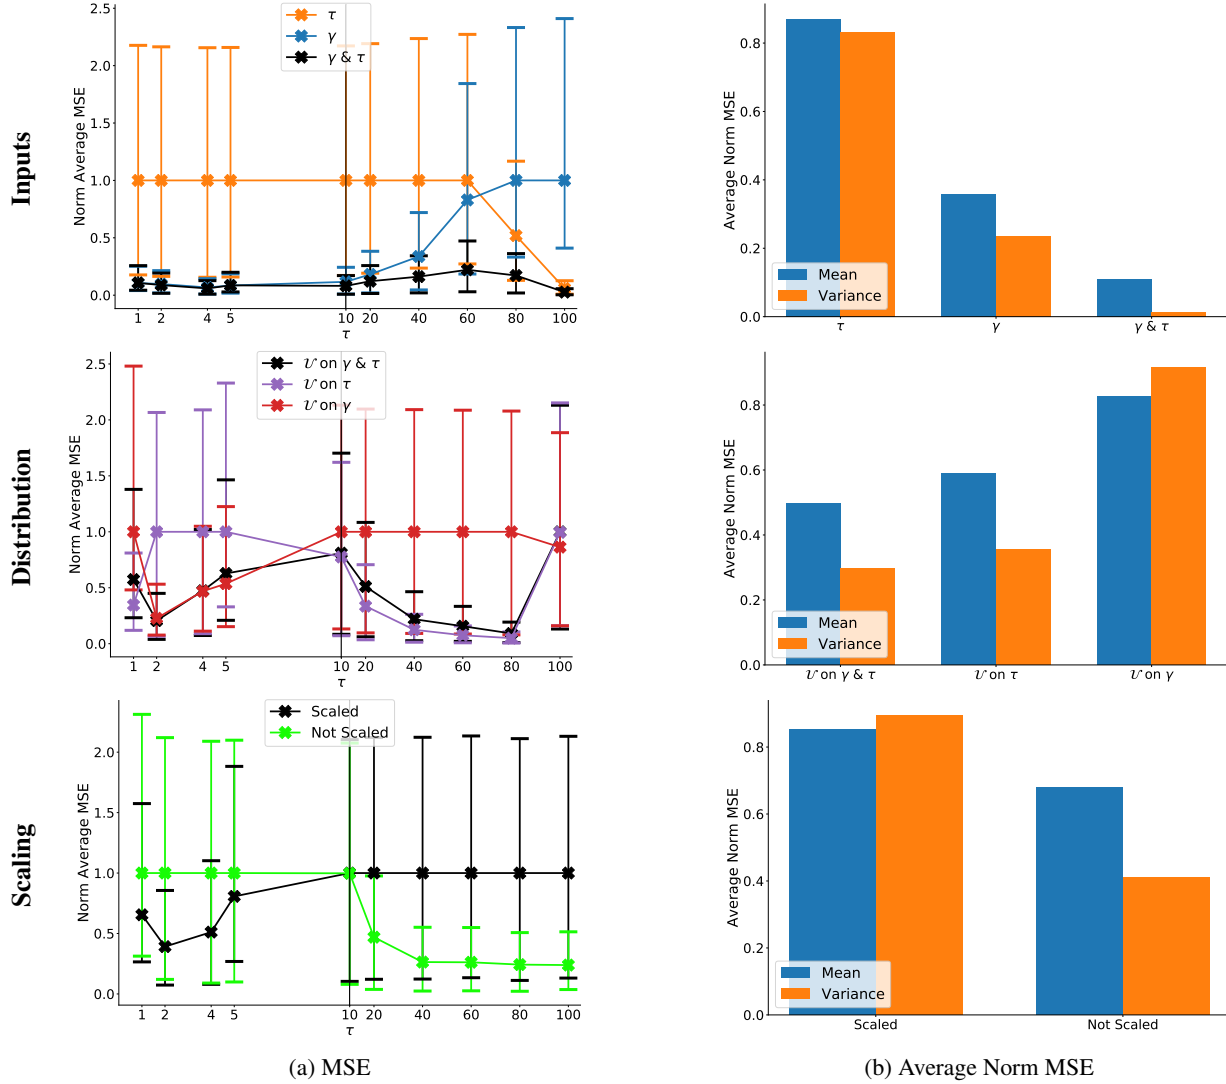 Inputs
Norm Average MSE
2.5
2.0
1.5
1.0
0.5
0.0
1 2 4 5 10 20 40 60 80 100
τ
τ
γ
γ & τ
Average Norm MSE
0.8
0.6
0.4
0.2
0.0
τ γ γ & τ
Mean
Variance
Distribution
Norm Average MSE
2.5
2.0
1.5
1.0
0.5
0.0
1 2 4 5 10 20 40 60 80 100
τ
𝒰 on γ & τ
𝒰 on τ
𝒰 on γ
Average Norm MSE
0.8
0.6
0.4
0.2
0.0
𝒰 on γ & τ 𝒰 on τ 𝒰 on γ
Mean
Variance
Scaling
Norm Average MSE
2.0
1.5
1.0
0.5
0.0
1 2 4 5 10 20 40 60 80 100
τ
Scaled
Not Scaled
Average Norm MSE
0.8
0.6
0.4
0.2
0.0
Scaled Not Scaled
Mean
Variance
(a) MSE
(b) Average Norm MSE